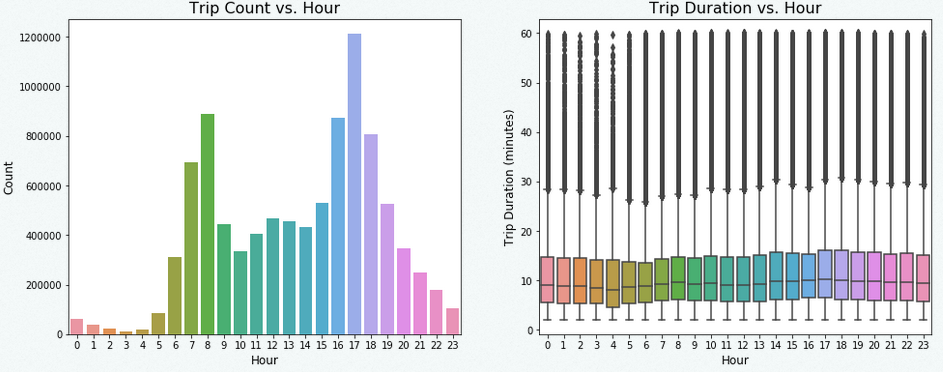 Trip Count vs. Hour
1200000
1000000
800000
600000
400000
200000
0
Count
0 1 2 3 4 5 6 7 8 9 10 11 12 13 14 15 16 17 18 19 20 21 22 23
Hour
Trip Duration vs. Hour
60
50
40
30
20
10
0
Trip Duration (minutes)
0 1 2 3 4 5 6 7 8 9 10 11 12 13 14 15 16 17 18 19 20 21 22 23
Hour